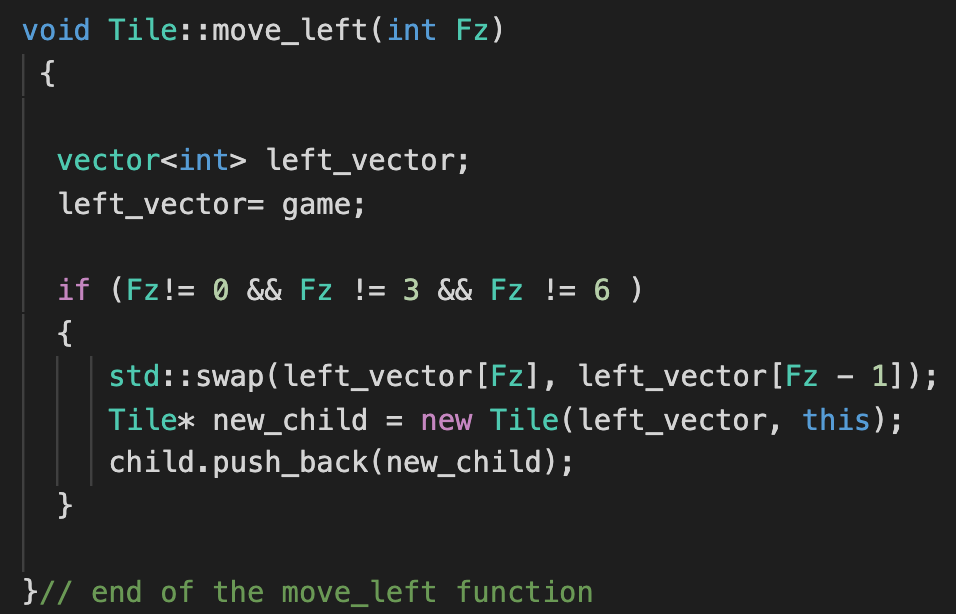 void Tile::move_left(int Fz)
{
vector<int> left_vector;
left_vector= game;
if (Fz!= 0 && Fz != 3 && Fz != 6 )
{
std::swap(left_vector[Fz], left_vector[Fz - 1]);
Tile* new_child = new Tile(left_vector, this);
child.push_back(new_child);
}
}// end of the move_left function